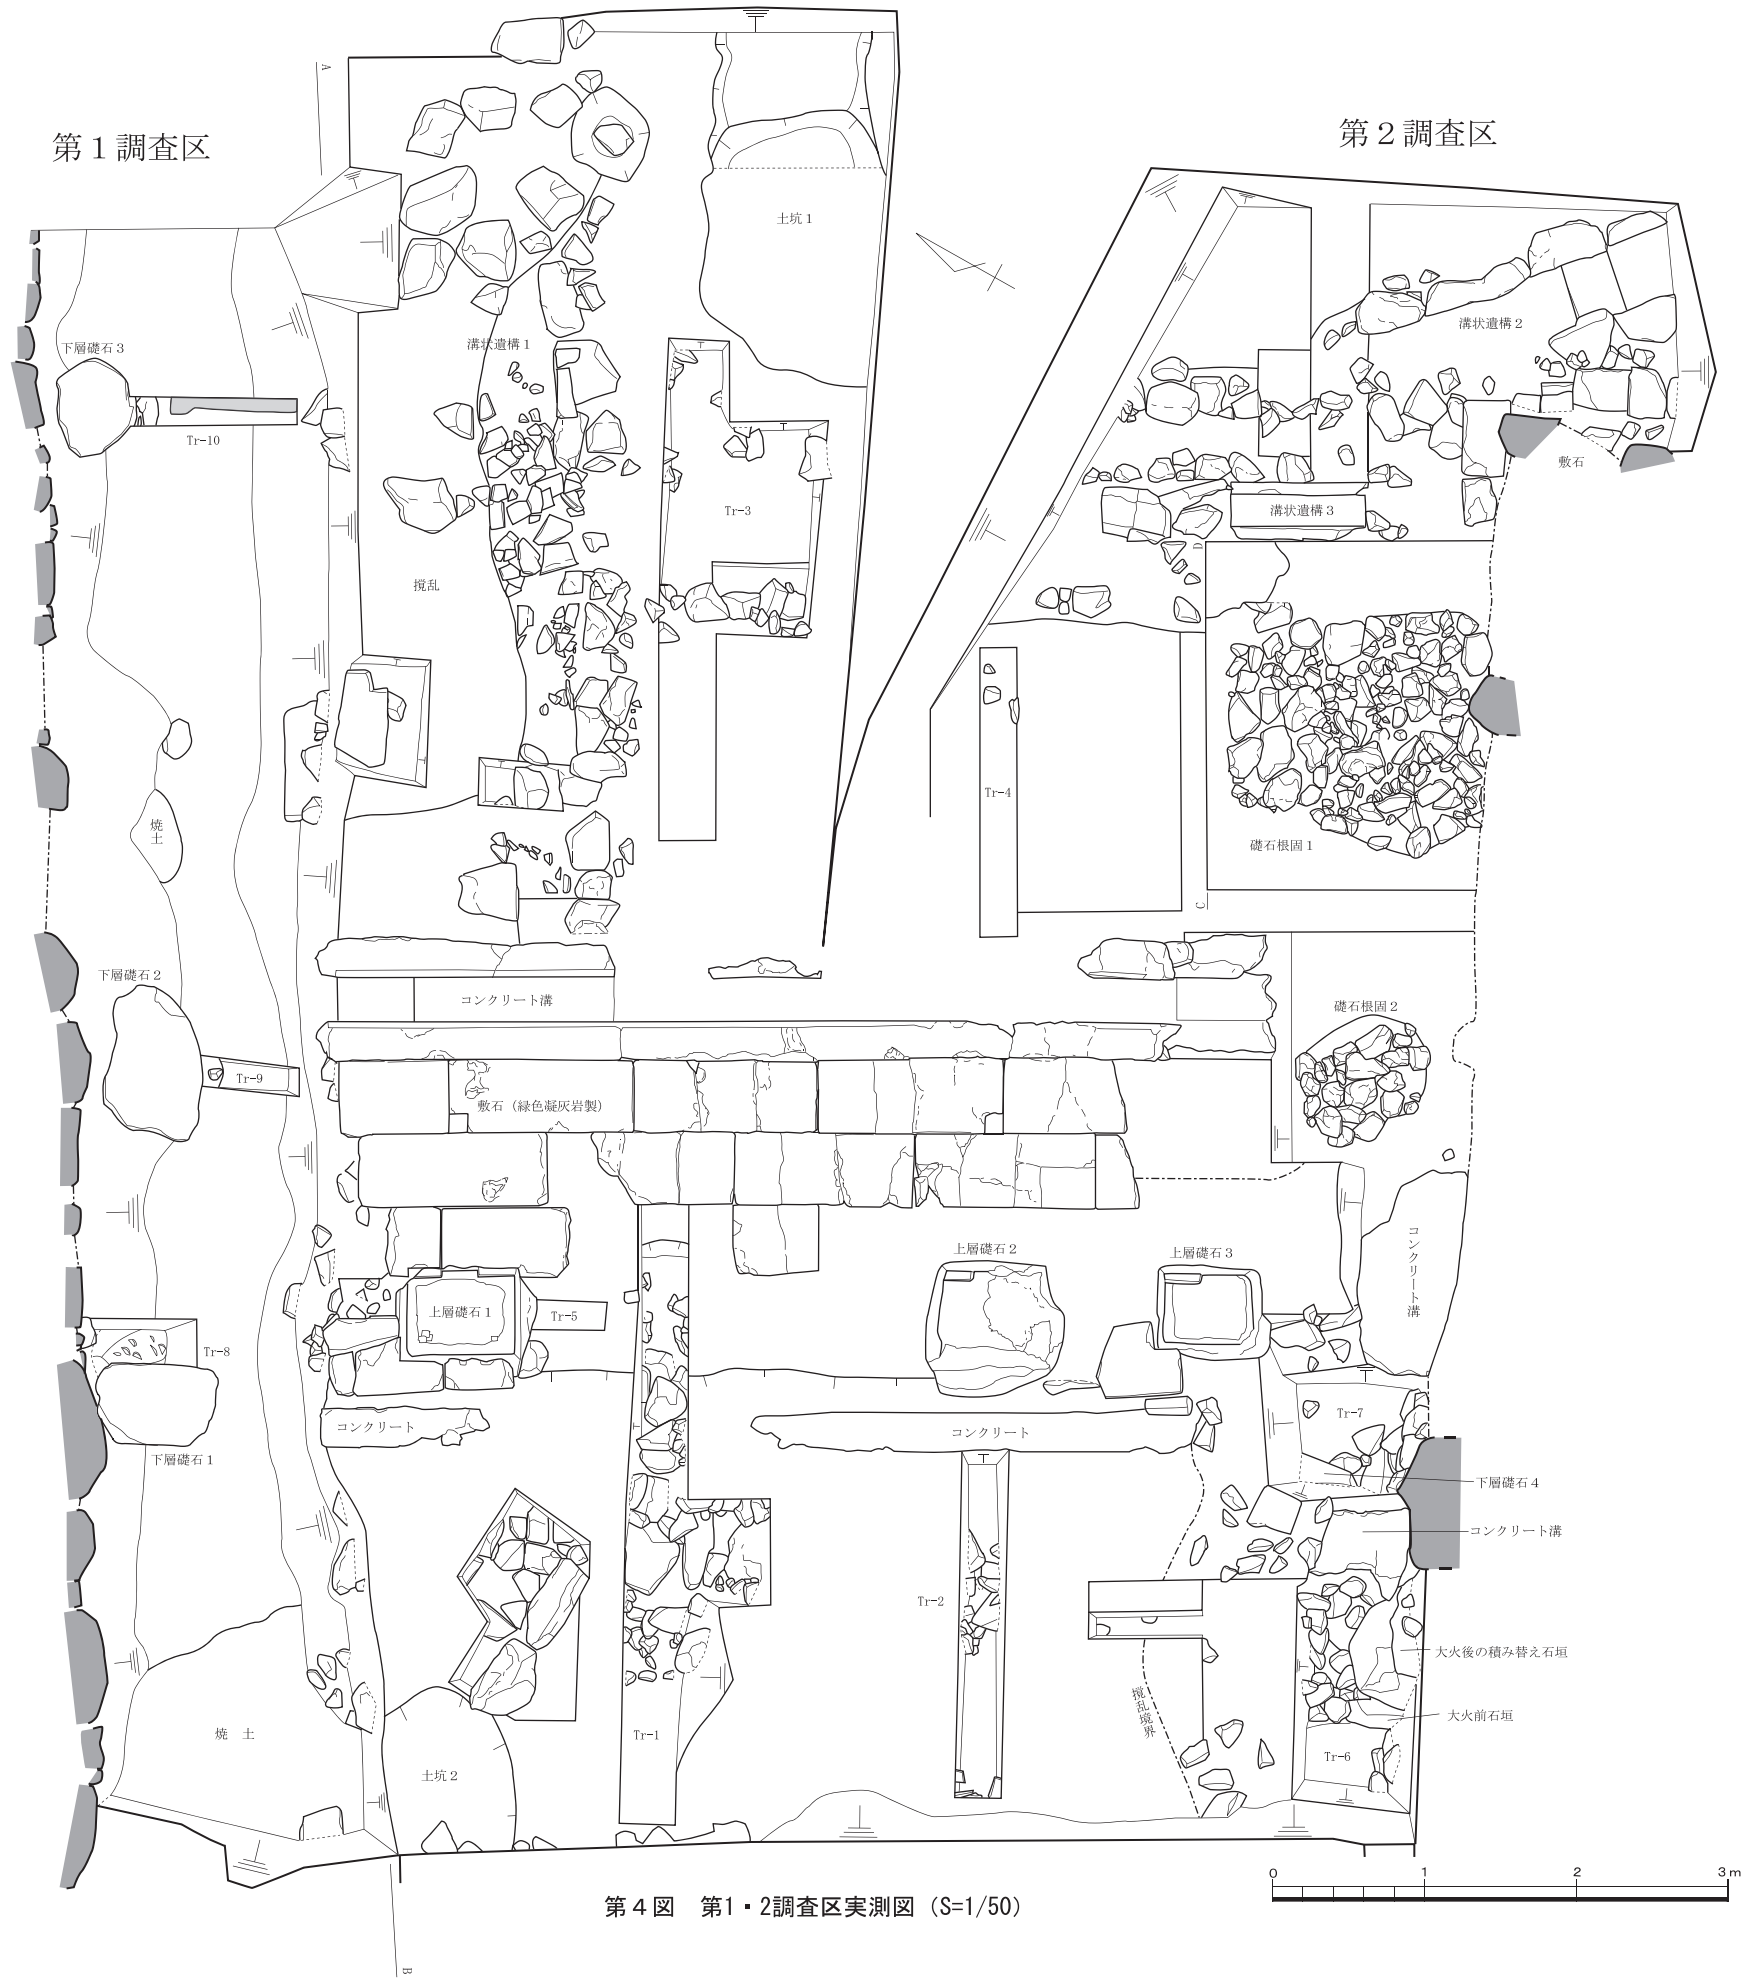 A
第１調査区
第２調査区
土坑１
溝状遺構１
溝状遺構２
下層礎石３
Tr-10
敷石
Tr-3
溝状遺構３
D
攪乱
Tr-4
焼土
礎石根固１
C
下層礎石２
コンクリート溝
礎石根固２
Tr-9
敷石（緑色凝灰岩製）
コンクリート溝
上層礎石２
上層礎石３
上層礎石１
Tr-5
Tr-8
コンクリート
コンクリート
Tr-7
下層礎石１
下層礎石４
コンクリート溝
Tr-2
大火後の積み替え石垣
攪乱境界
大火前石垣
焼　土
Tr-1
Tr-6
土坑２
0 1 2 3 m
第４図　第1・2調査区実測図（S=1/50）
B